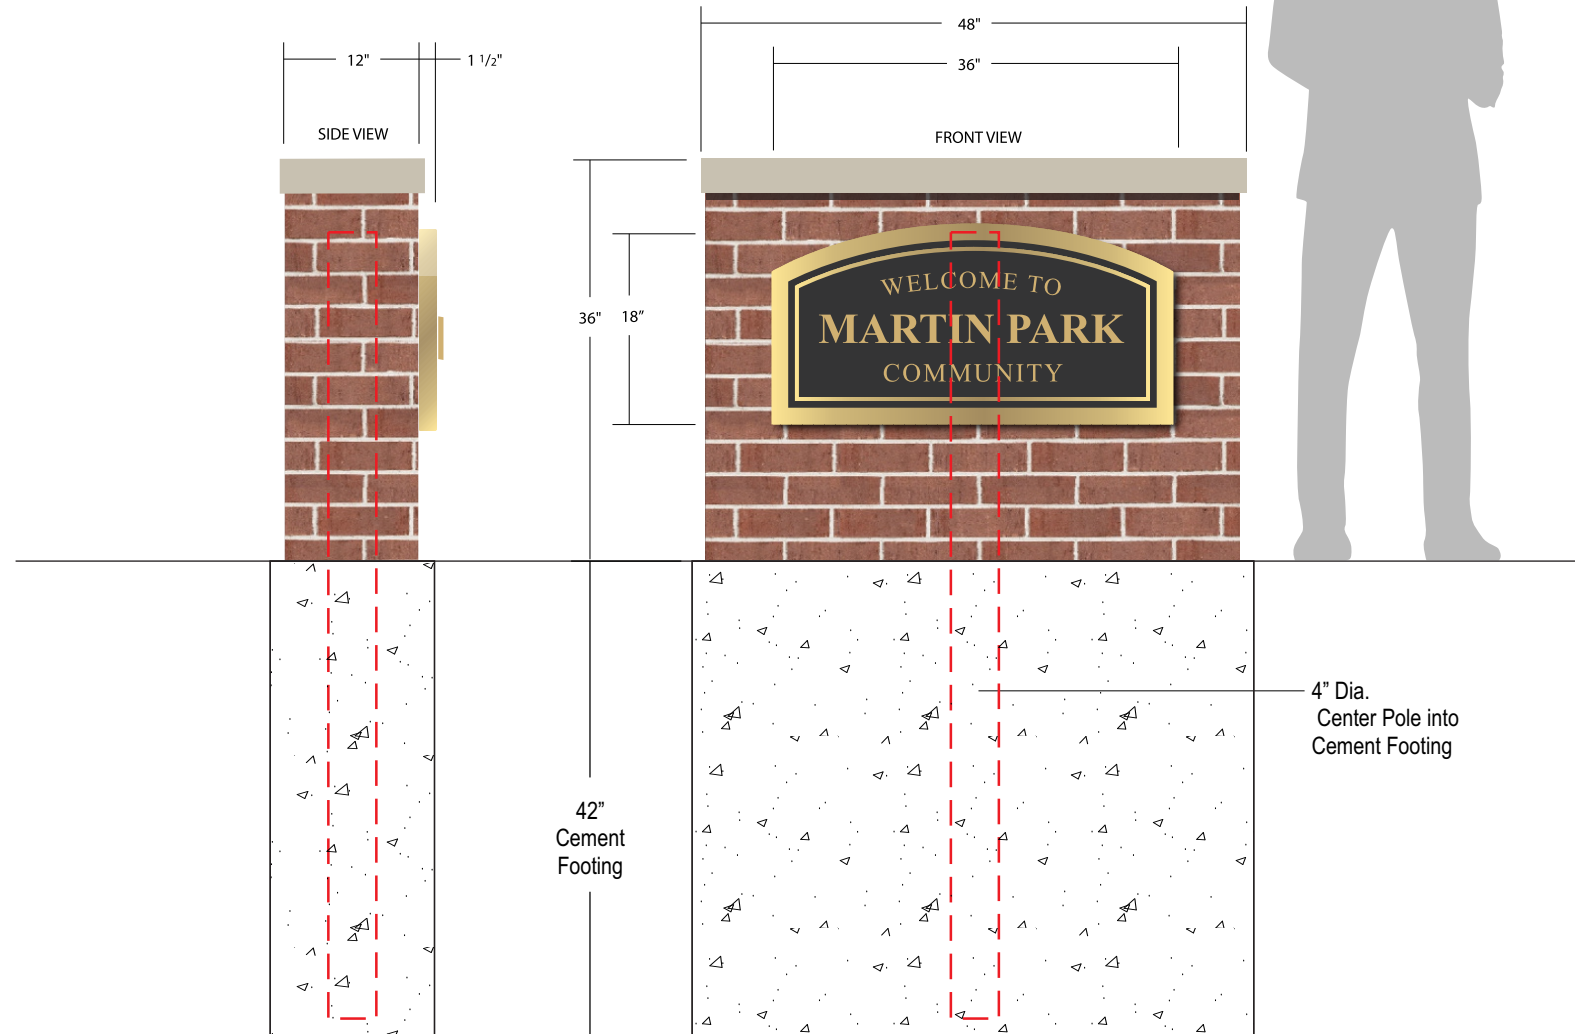 48"
12"
1 1/2"
36"
SIDE VIEW
FRONT VIEW
WELCOME TO
MARTIN PARK
COMMUNITY
36"
18”
4” Dia.
Center Pole into
Cement Footing
42”
Cement
Footing